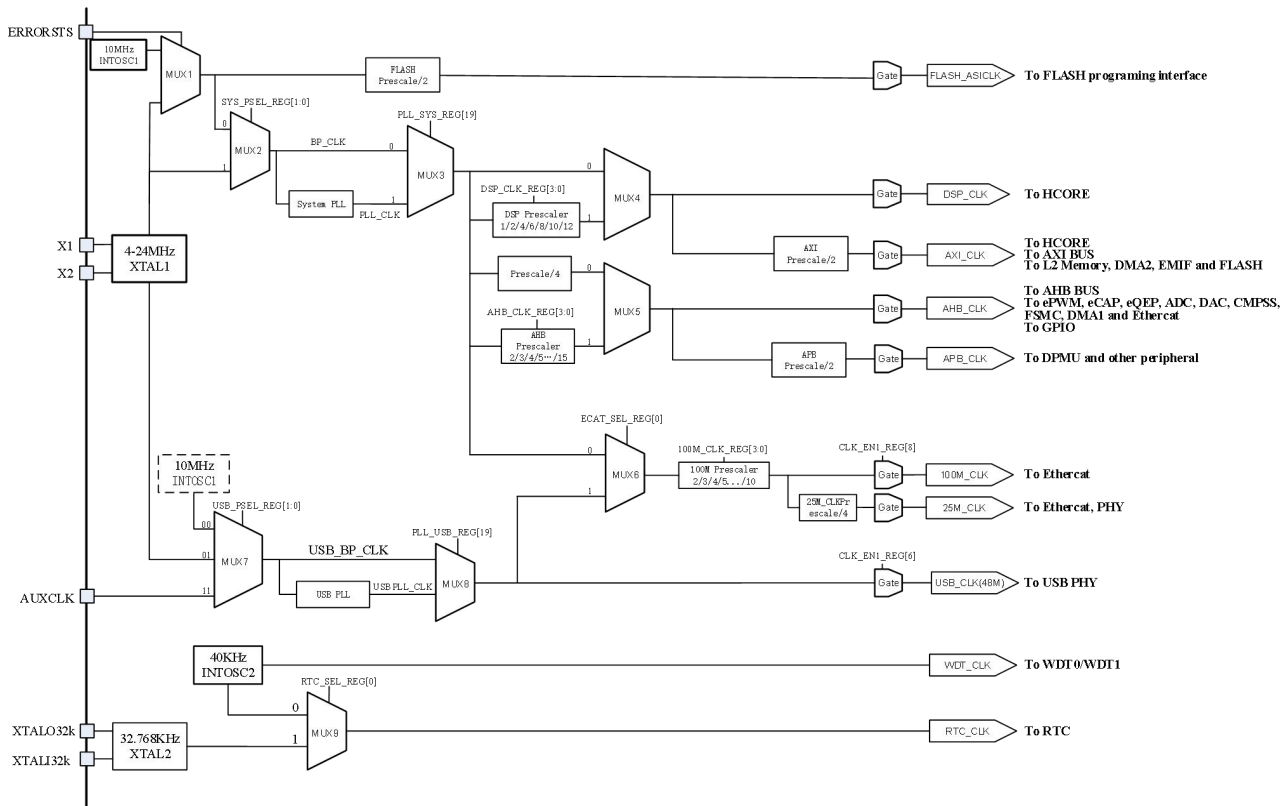 ERRORSTS
10MHz
INTOSC1
MUX1
FLASH
Prescale/2
Gate
FLASH_ASICLK
To FLASH programing interface
SYS_PSEL_REG[1:0]
0
MUX2
1
BP_CLK
System PLL
PLL_CLK
PLL_SYS_REG[19]
0
MUX3
1
DSP_CLK_REG[3:0]
DSP Prescaler
1/2/4/6/8/10/12
0
MUX4
1
Gate
DSP_CLK
To HCORE
X1
X2
4-24MHz
XTAL1
AXI
Prescale/2
Gate
AXI_CLK
To HCORE
To AXI BUS
To L2 Memory, DMA2, EMIF and FLASH
Prescale/4
0
MUX5
1
AHB_CLK_REG[3:0]
AHB
Prescaler
2/3/4/5···/15
Gate
AHB_CLK
To AHB BUS
To ePWM, eCAP, eQEP, ADC, DAC, CMPSS,
FSMC, DMA1 and Ethercat
To GPIO
APB
Prescale/2
Gate
APB_CLK
To DPMU and other peripheral
ECAT_SEL_REG[0]
0
MUX6
1
100M_CLK_REG[3:0]
100M Prescaler
2/3/4/5.../10
CLK_EN1_REG[8]
Gate
100M_CLK
To Ethercat
25M_CLKPr
escale/4
Gate
25M_CLK
To Ethercat, PHY
10MHz
INTOSC1
USB_PSEL_REG[1:0]
00
01
MUX7
11
AUXCLK
USB_BP_CLK
USB PLL
USBPLL_CLK
PLL_USB_REG[19]
MUX8
CLK_EN1_REG[6]
Gate
USB_CLK(48M)
To USB PHY
40KHz
INTOSC2
WDT_CLK
To WDT0/WDT1
RTC_SEL_REG[0]
0
MUX9
1
XTALO32k
XTALI32k
32.768KHz
XTAL2
RTC_CLK
To RTC